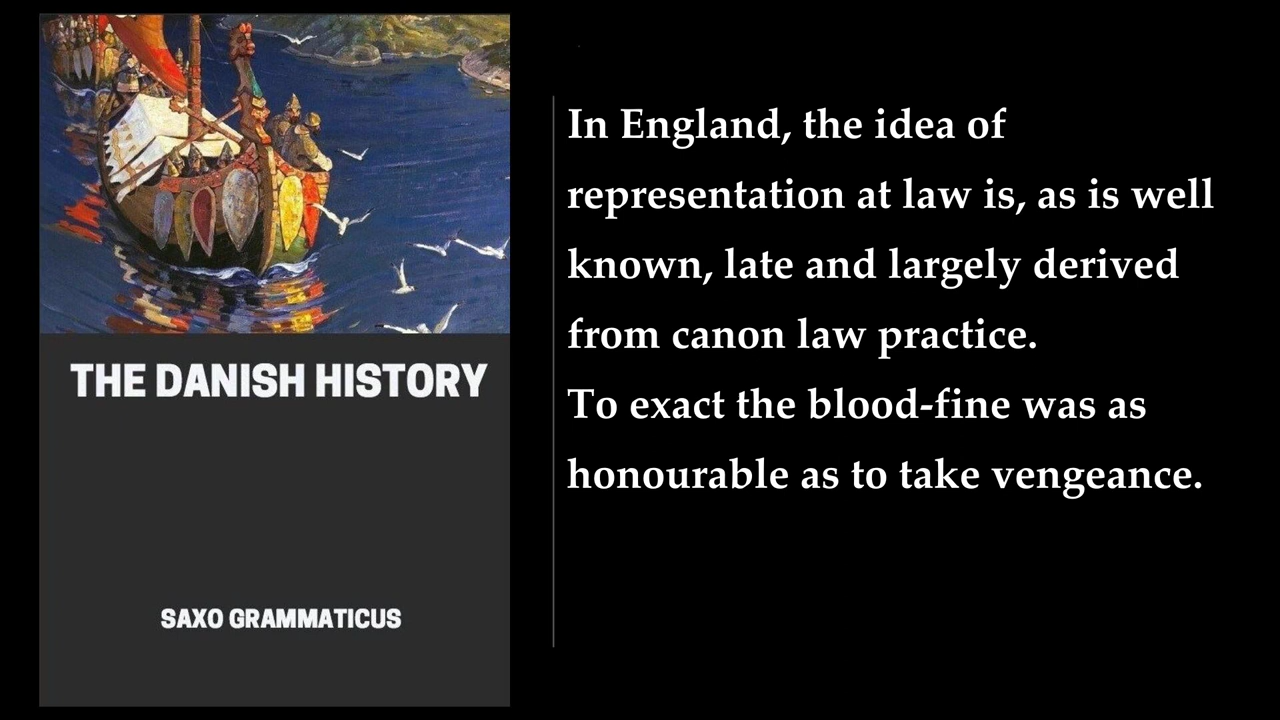 THE DANISH HISTORY
SAXO GRAMMATICUS
In England, the idea of
representation at law is, as is well
known, late and largely derived
from canon law practice.
To exact the blood-fine was as
honourable as to take vengeance.